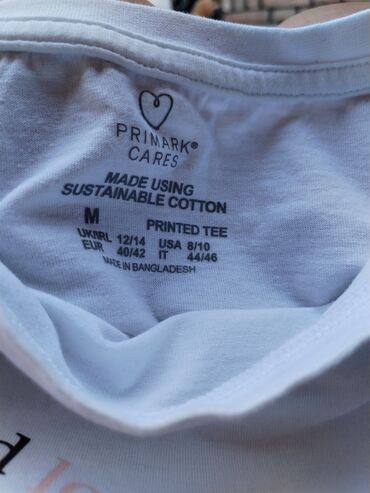 PRIMARK®
CARES
MADE USING
SUSTAINABLE COTTON
M PRINTED TEE
UK/IRL 12/14 USA 8/10
EUR 40/42 IT 44/46
MADE IN BANGLADESH